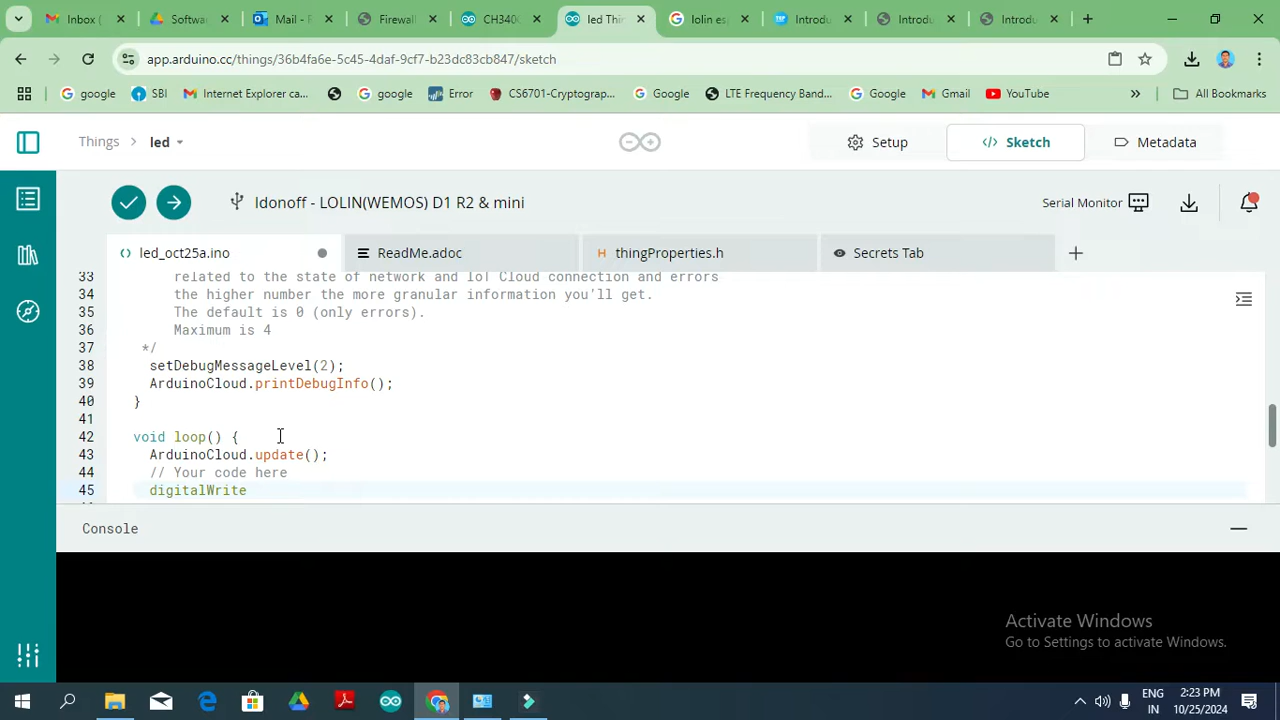 Inbox (
Software
Mail - F
Firewall
CH340C
led Thi
lolin es
Introdu
Introdu
Introdu
app.arduino.cc/things/36b4fa6e-5c45-4daf-9cf7-b23dc83cb847/sketch
google
SBI
Internet Explorer ca...
google
Error
CS6701-Cryptograp...
Google
LTE Frequency Band...
Google
Gmail
YouTube
»
All Bookmarks
Things
led
Setup
</> Sketch
Metadata
Idonoff - LOLIN(WEMOS) D1 R2 & mini
Serial Monitor
led_oct25a.ino
ReadMe.adoc
thingProperties.h
Secrets Tab
33 related to the state of network and IoT Cloud connection and errors
34 the higher number the more granular information you'll get.
35 The default is 0 (only errors).
36 Maximum is 4
37 */
38 setDebugMessageLevel(2);
39 ArduinoCloud.printDebugInfo();
40 }
41
42 void loop() {
43 ArduinoCloud.update();
44 // Your code here
45 digitalWrite
Console
Activate Windows
Go to Settings to activate Windows.
ENG
IN
2:23 PM
10/25/2024